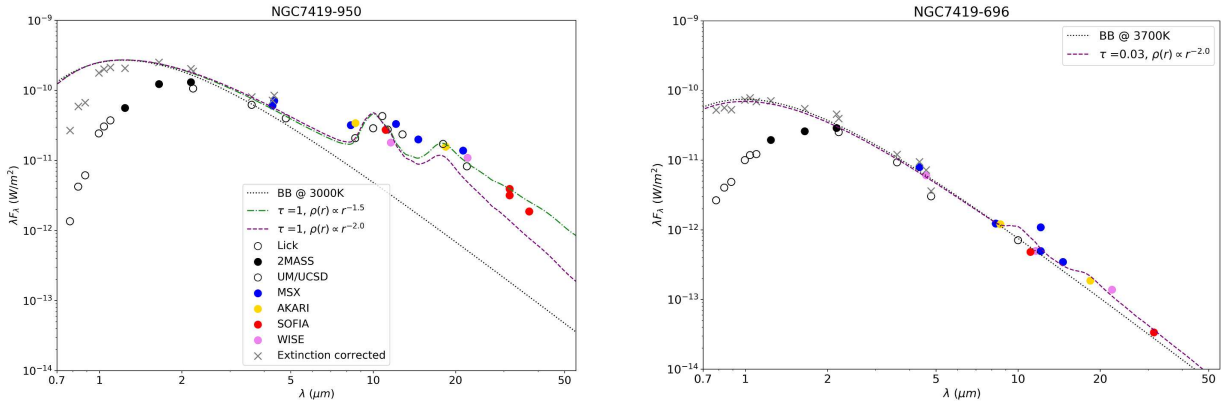 NGC7419-950
10⁻⁹
10⁻¹⁰
10⁻¹¹
10⁻¹²
10⁻¹³
10⁻¹⁴
λF_λ (W/m²)
BB @ 3000K
τ =1, ρ(r) ∝ r^−1.5
τ =1, ρ(r) ∝ r^−2.0
Lick
2MASS
UM/UCSD
MSX
AKARI
SOFIA
WISE
Extinction corrected
0.7 1 2 5 10 20 50
λ (μm)
NGC7419-696
10⁻⁹
10⁻¹⁰
10⁻¹¹
10⁻¹²
10⁻¹³
10⁻¹⁴
λF_λ (W/m²)
BB @ 3700K
τ =0.03, ρ(r) ∝ r^−2.0
0.7 1 2 5 10 20 50
λ (μm)